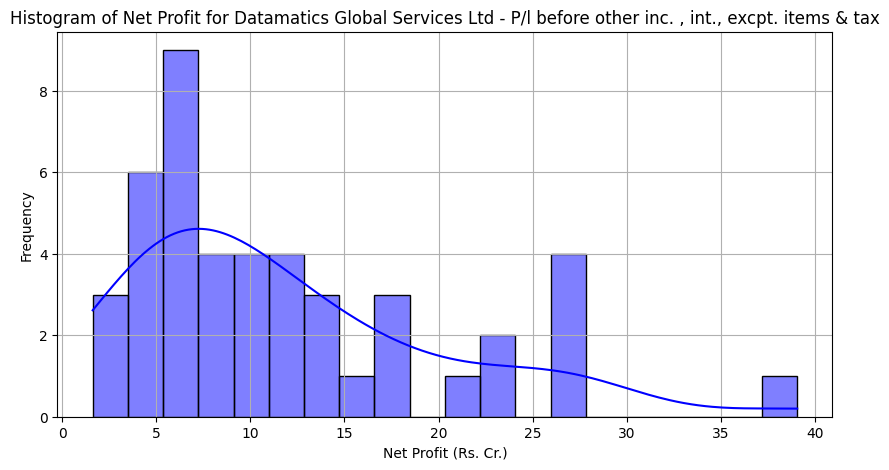 Histogram of Net Profit for Datamatics Global Services Ltd - P/l before other inc. , int., excpt. items & tax
8
6
4
2
0
Frequency
0 5 10 15 20 25 30 35 40
Net Profit (Rs. Cr.)